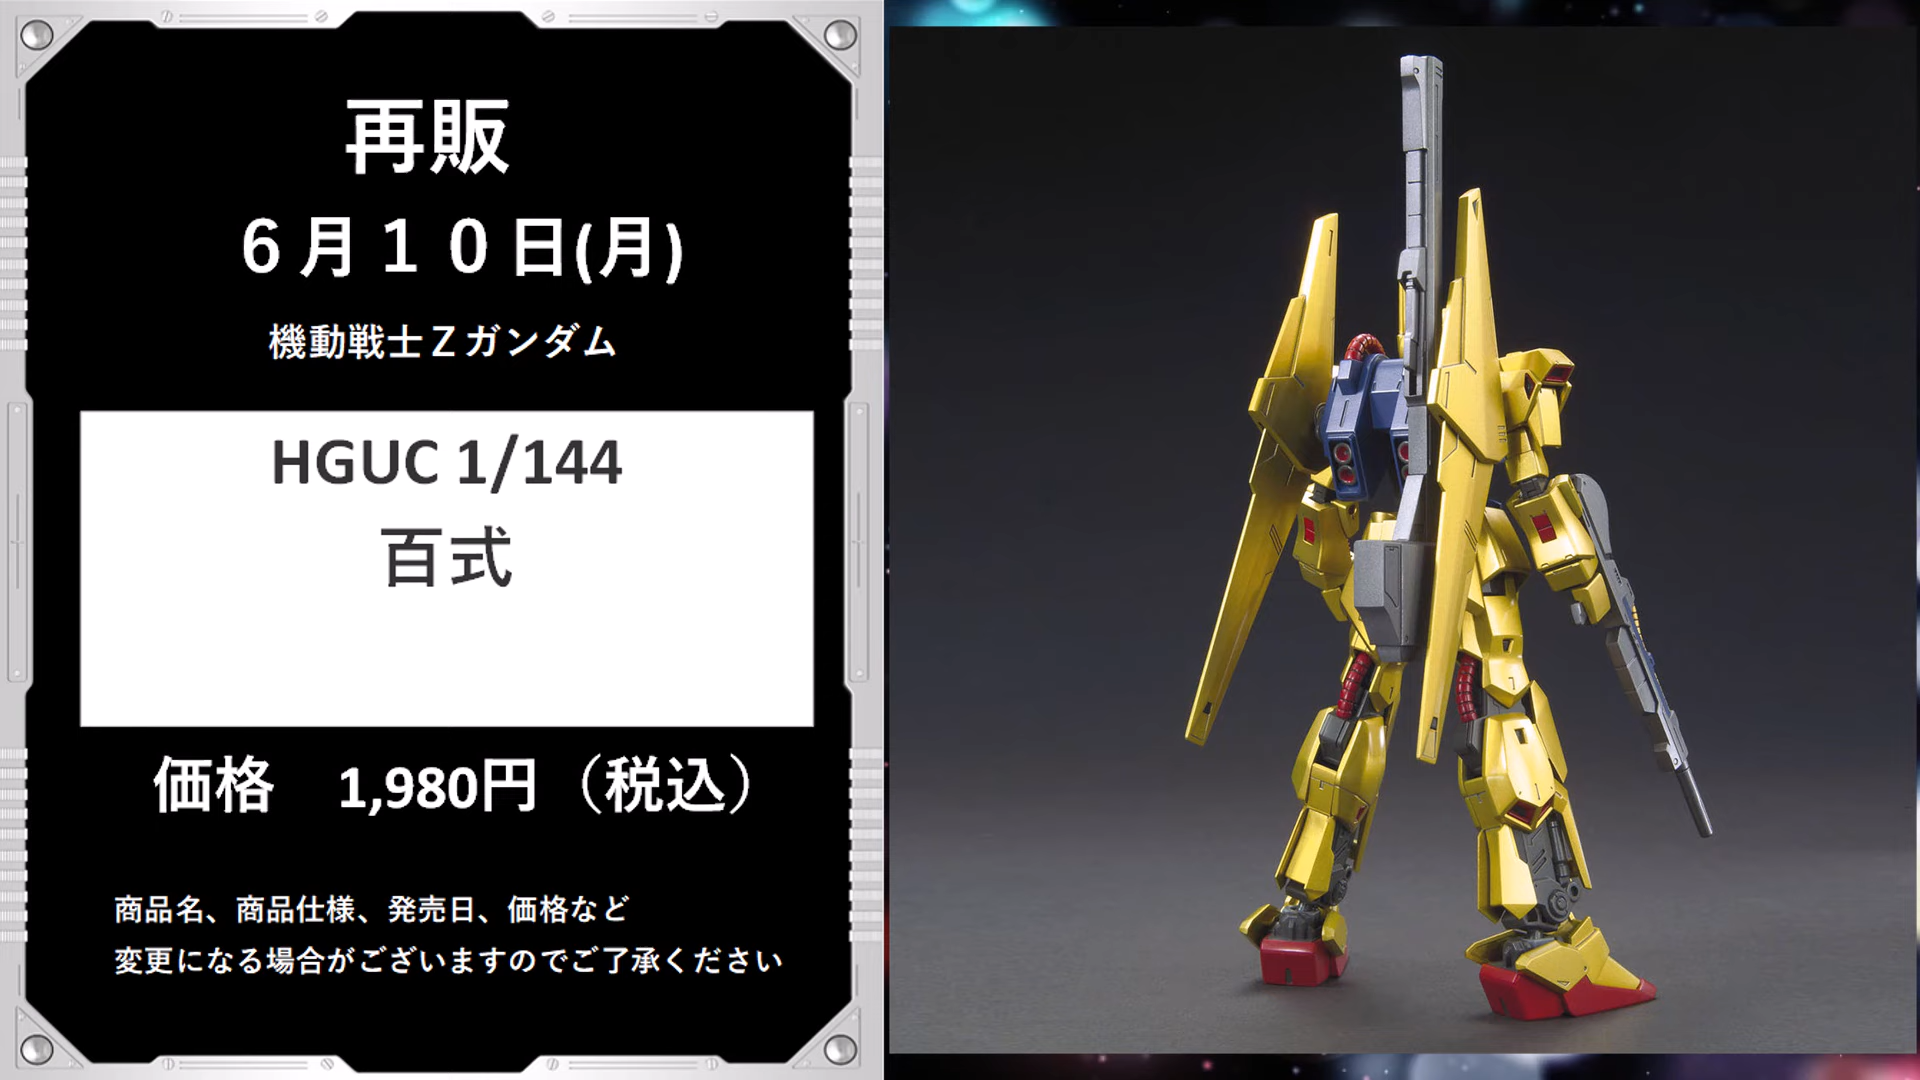 再販
６月１０日(月)
機動戦士Ｚガンダム
HGUC 1/144
百式
価格　1,980円（税込）
商品名、商品仕様、発売日、価格など
変更になる場合がございますのでご了承ください